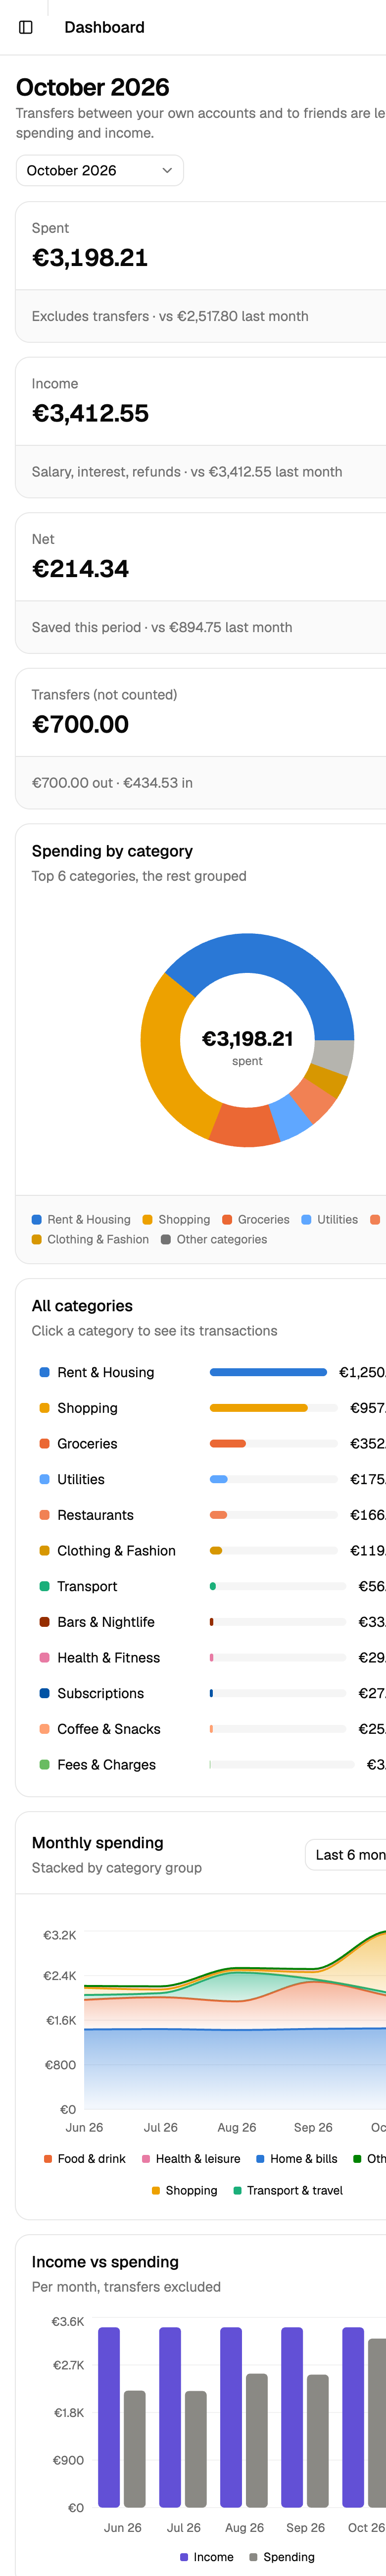 Dashboard
October 2026
Transfers between your own accounts and to friends are le
spending and income.
October 2026
Spent
€3,198.21
Excludes transfers · vs €2,517.80 last month
Income
€3,412.55
Salary, interest, refunds · vs €3,412.55 last month
Net
€214.34
Saved this period · vs €894.75 last month
Transfers (not counted)
€700.00
€700.00 out · €434.53 in
Spending by category
Top 6 categories, the rest grouped
€3,198.21
spent
Rent & Housing Shopping Groceries Utilities
Clothing & Fashion Other categories
All categories
Click a category to see its transactions
Rent & Housing €1,250.
Shopping €957.
Groceries €352.
Utilities €175.
Restaurants €166.
Clothing & Fashion €119.
Transport €56.
Bars & Nightlife €33.
Health & Fitness €29.
Subscriptions €27.
Coffee & Snacks €25.
Fees & Charges €3.
Monthly spending
Stacked by category group
Last 6 mon
€3.2K
€2.4K
€1.6K
€800
€0
Jun 26 Jul 26 Aug 26 Sep 26 Oc
Food & drink Health & leisure Home & bills Oth
Shopping Transport & travel
Income vs spending
Per month, transfers excluded
€3.6K
€2.7K
€1.8K
€900
€0
Jun 26 Jul 26 Aug 26 Sep 26 Oct 26
Income Spending